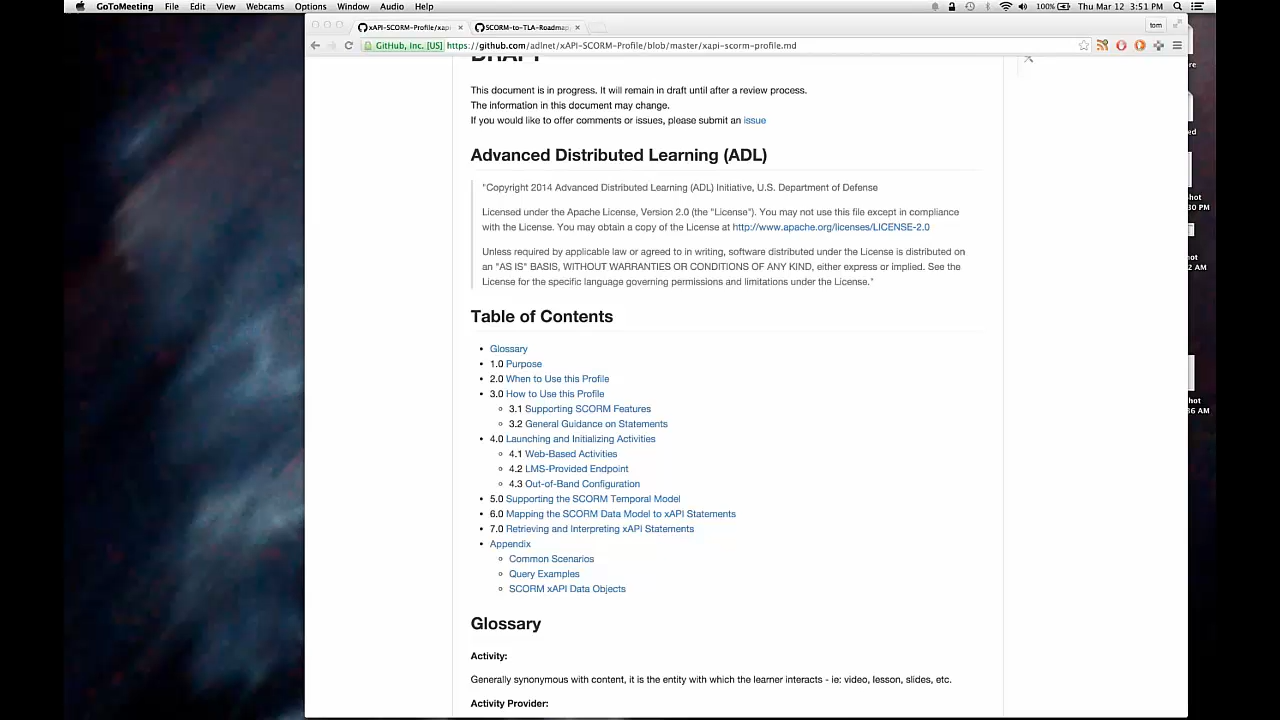 GoToMeeting File Edit View Webcams Options Window Audio Help 100% Thu Mar 12 3:51 PM
xAPI-SCORM-Profile/xap SCORM-to-TLA-Roadmap tom
GitHub, Inc. [US] https://github.com/adlnet/xAPI-SCORM-Profile/blob/master/xapi-scorm-profile.md
DRAFT
This document is in progress. It will remain in draft until after a review process.
The information in this document may change.
If you would like to offer comments or issues, please submit an issue
Advanced Distributed Learning (ADL)
"Copyright 2014 Advanced Distributed Learning (ADL) Initiative, U.S. Department of Defense
Licensed under the Apache License, Version 2.0 (the "License"). You may not use this file except in compliance
with the License. You may obtain a copy of the License at http://www.apache.org/licenses/LICENSE-2.0
Unless required by applicable law or agreed to in writing, software distributed under the License is distributed on
an "AS IS" BASIS, WITHOUT WARRANTIES OR CONDITIONS OF ANY KIND, either express or implied. See the
License for the specific language governing permissions and limitations under the License."
Table of Contents
• Glossary
• 1.0 Purpose
• 2.0 When to Use this Profile
• 3.0 How to Use this Profile
◦ 3.1 Supporting SCORM Features
◦ 3.2 General Guidance on Statements
• 4.0 Launching and Initializing Activities
◦ 4.1 Web-Based Activities
◦ 4.2 LMS-Provided Endpoint
◦ 4.3 Out-of-Band Configuration
• 5.0 Supporting the SCORM Temporal Model
• 6.0 Mapping the SCORM Data Model to xAPI Statements
• 7.0 Retrieving and Interpreting xAPI Statements
• Appendix
◦ Common Scenarios
◦ Query Examples
◦ SCORM xAPI Data Objects
Glossary
Activity:
Generally synonymous with content, it is the entity with which the learner interacts - ie: video, lesson, slides, etc.
Activity Provider: